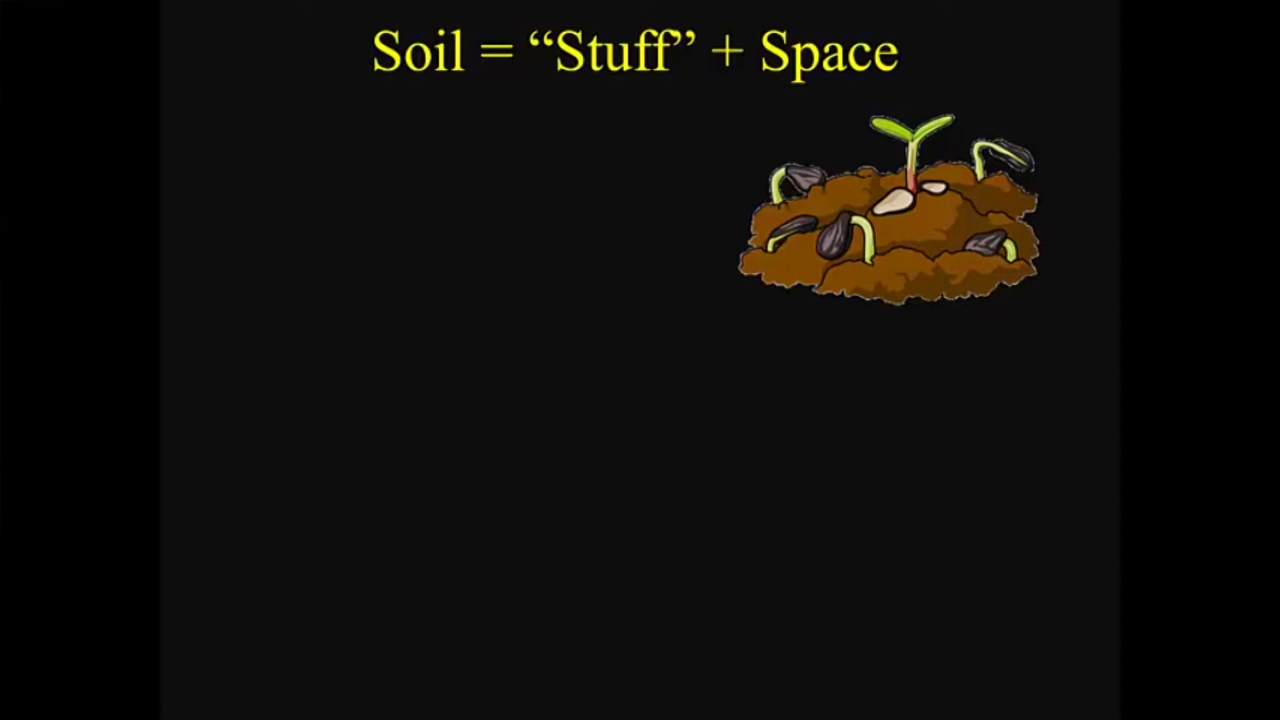 Soil = “Stuff” + Space